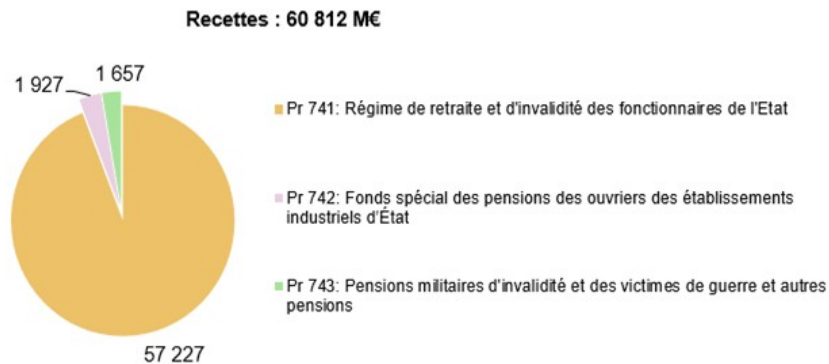 Recettes : 60 812 M€
1 927
1 657
Pr 741: Régime de retraite et d'invalidité des fonctionnaires de l'Etat
Pr 742: Fonds spécial des pensions des ouvriers des établissements
industriels d'État
Pr 743: Pensions militaires d'invalidité et des victimes de guerre et autres
pensions
57 227